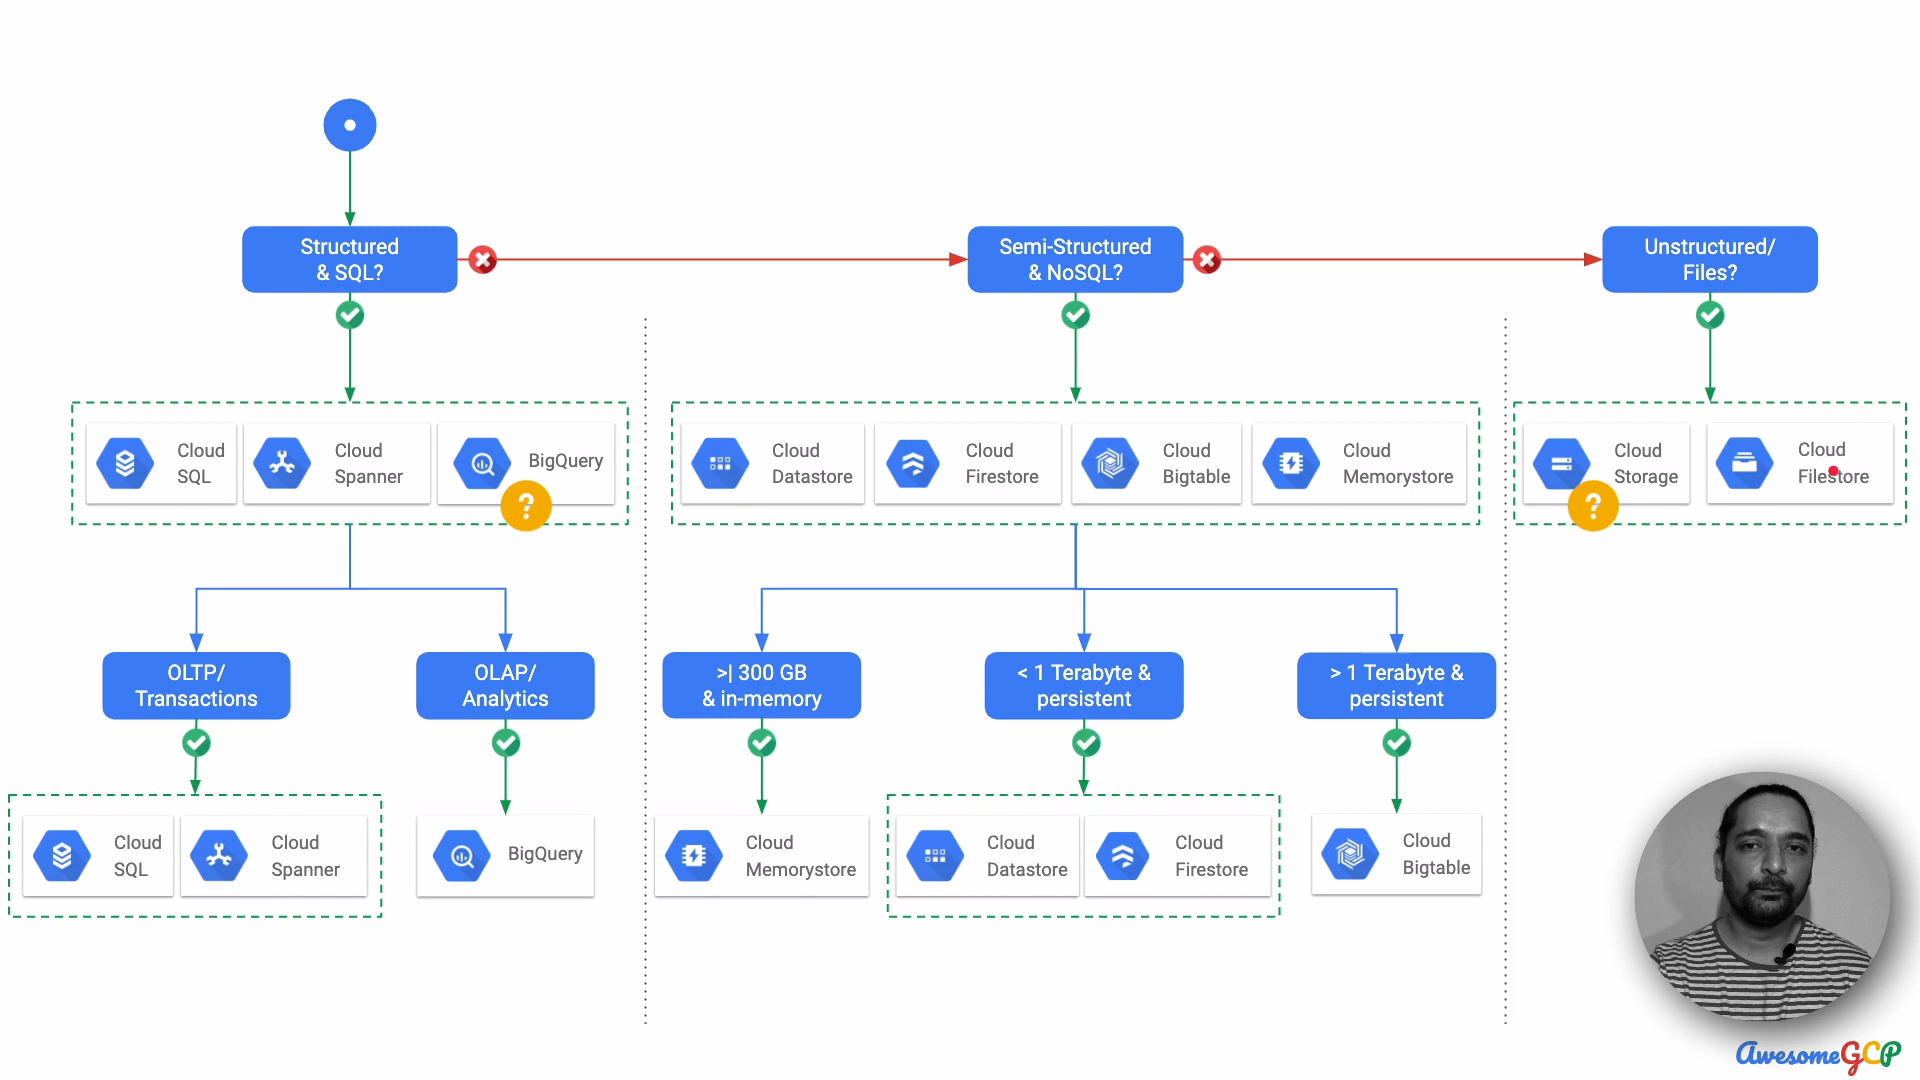 Structured
& SQL?
Semi-Structured
& NoSQL?
Unstructured/
Files?
Cloud
SQL
Cloud
Spanner
BigQuery
?
Cloud
Datastore
Cloud
Firestore
Cloud
Bigtable
Cloud
Memorystore
Cloud
Storage
?
Cloud
Filestore
OLTP/
Transactions
OLAP/
Analytics
>| 300 GB
& in-memory
< 1 Terabyte &
persistent
> 1 Terabyte &
persistent
Cloud
SQL
Cloud
Spanner
BigQuery
Cloud
Memorystore
Cloud
Datastore
Cloud
Firestore
Cloud
Bigtable
AwesomeGCP